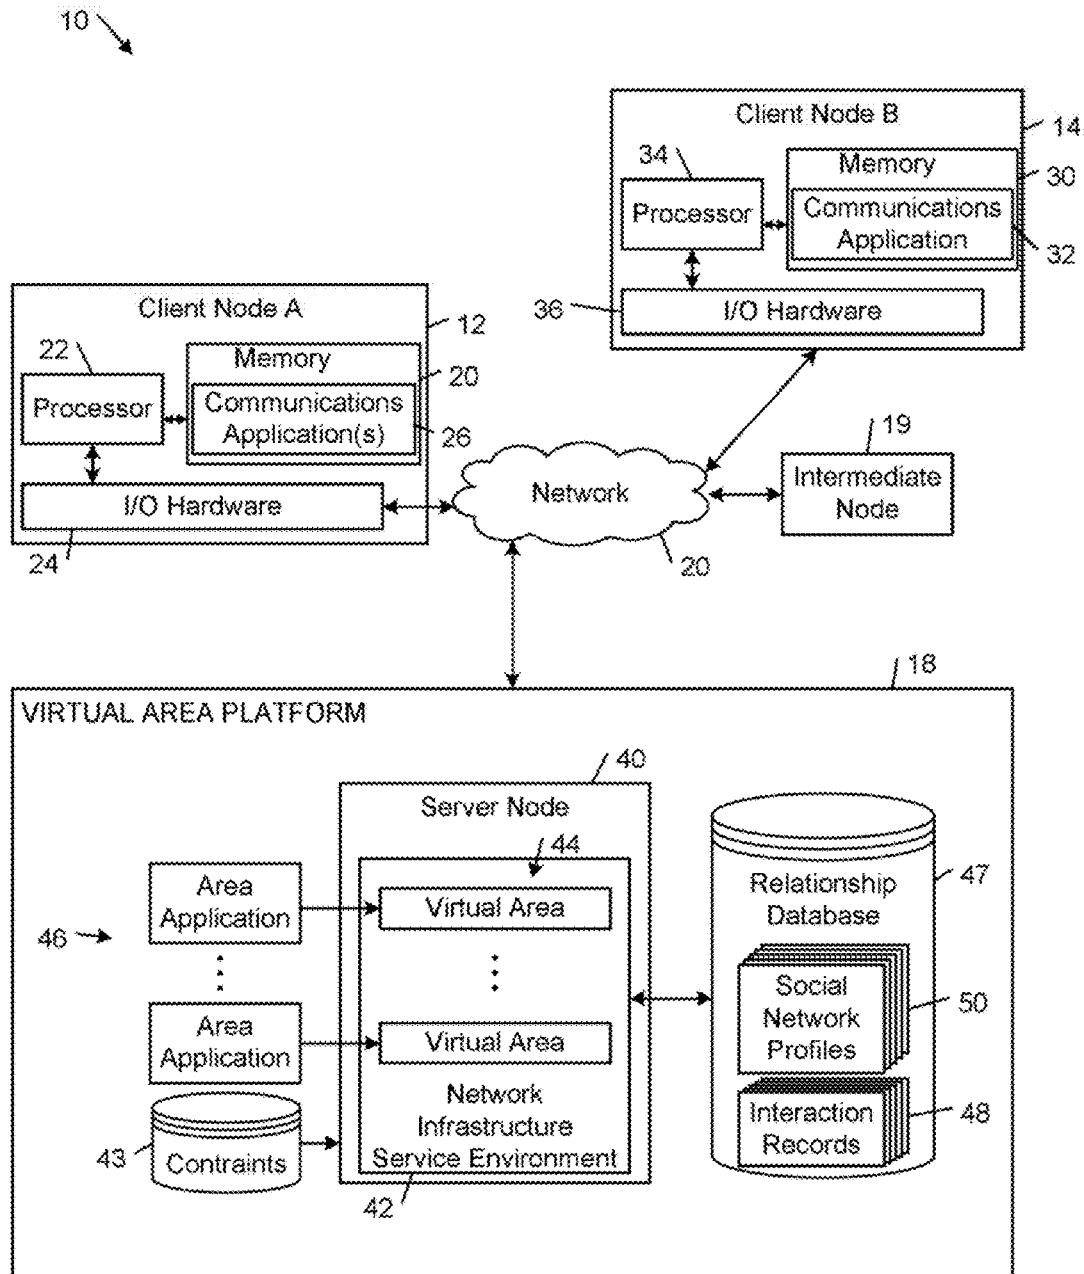 10
Client Node B
14
34
Memory
30
Processor
Communications
Application
32
36
I/O Hardware
Client Node A
12
22
Memory
20
Processor
Communications
Application(s)
26
I/O Hardware
24
Network
20
19
Intermediate
Node
18
VIRTUAL AREA PLATFORM
40
Server Node
44
Area
Application
Virtual Area
46
Area
Application
Virtual Area
Network
Infrastructure
Service Environment
42
43
Contraints
47
Relationship
Database
Social
Network
Profiles
50
Interaction
Records
48